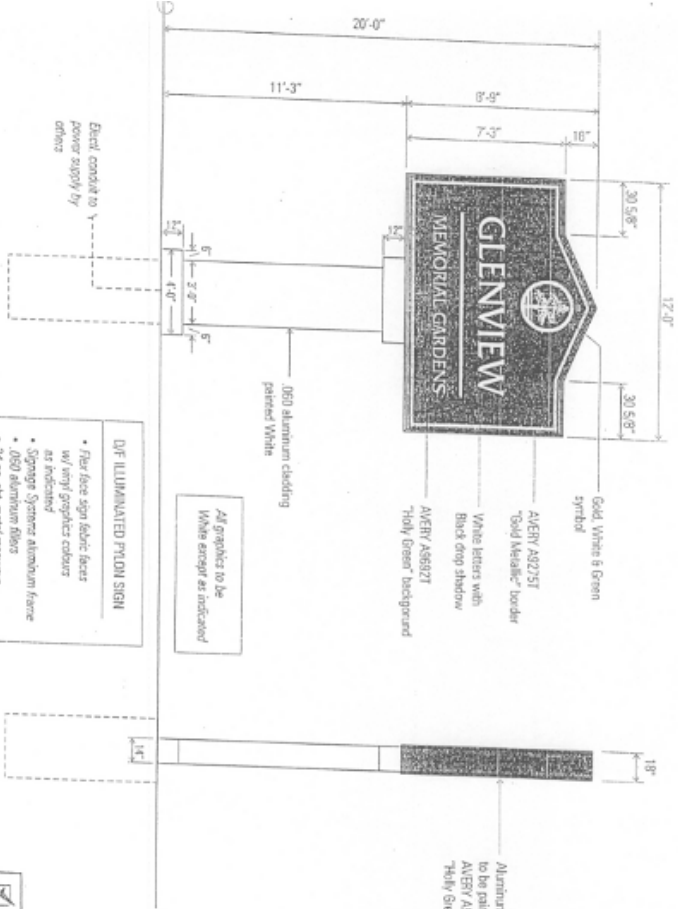 12'-0"
30 5/8"
30 5/8"
18"
20'-0"
8'-9"
7'-3"
18"
11'-3"
GLENVIEW
MEMORIAL GARDENS
Gold, White & Green
symbol
AVERY A9275T
"Gold Metallic" border
White letters with
Black drop shadow
AVERY A9692T
"Holly Green" background
Aluminum
to be
AVERY
"Holly
12"
.060 aluminum cladding
painted White
All graphics to be
White except as indicated
6"
3'-0"
6"
4'-0"
12"
14"
Electl. conduit to
power supply by
others
D/F ILLUMINATED PYLON SIGN
• Flex face sign fabric faces
w/ vinyl graphics colours
as indicated
• Signage Systems aluminum frame
• .060 aluminum fillers